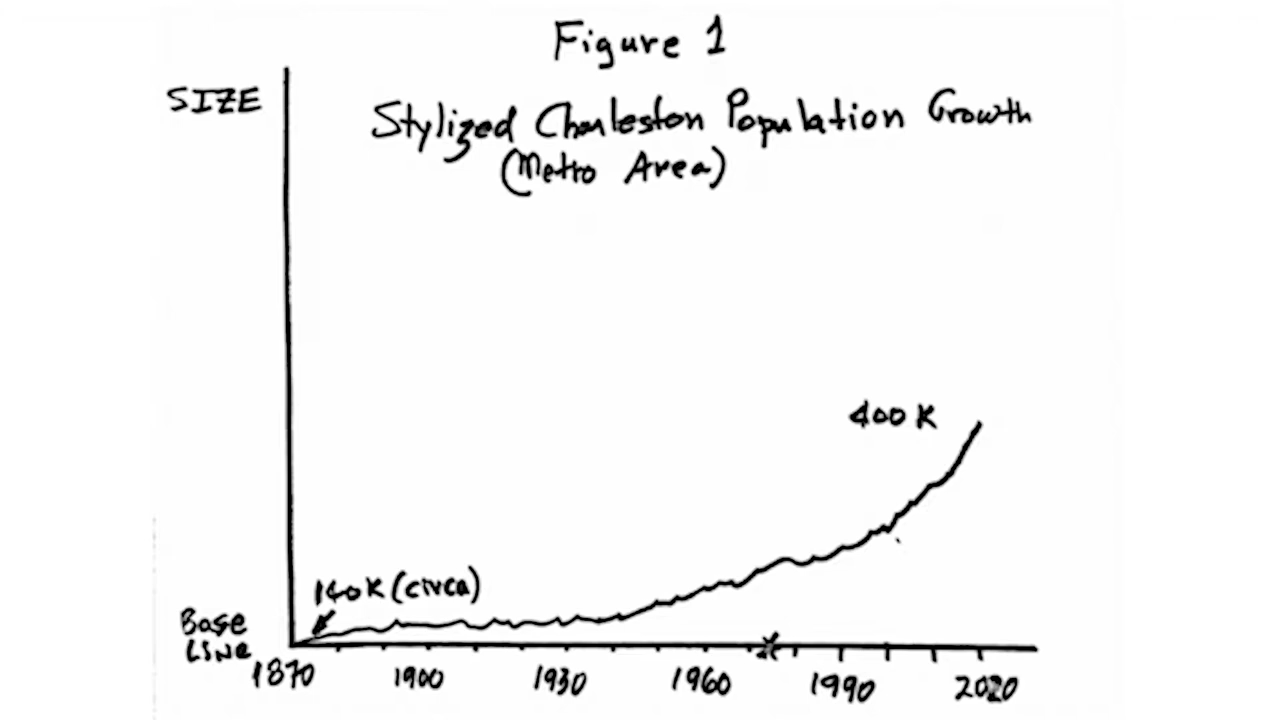 Figure 1
SIZE
Stylized Charleston Population Growth
(Metro Area)
400 K
140K (circa)
Base
LINE
1870 1900 1930 1960 1990 2020